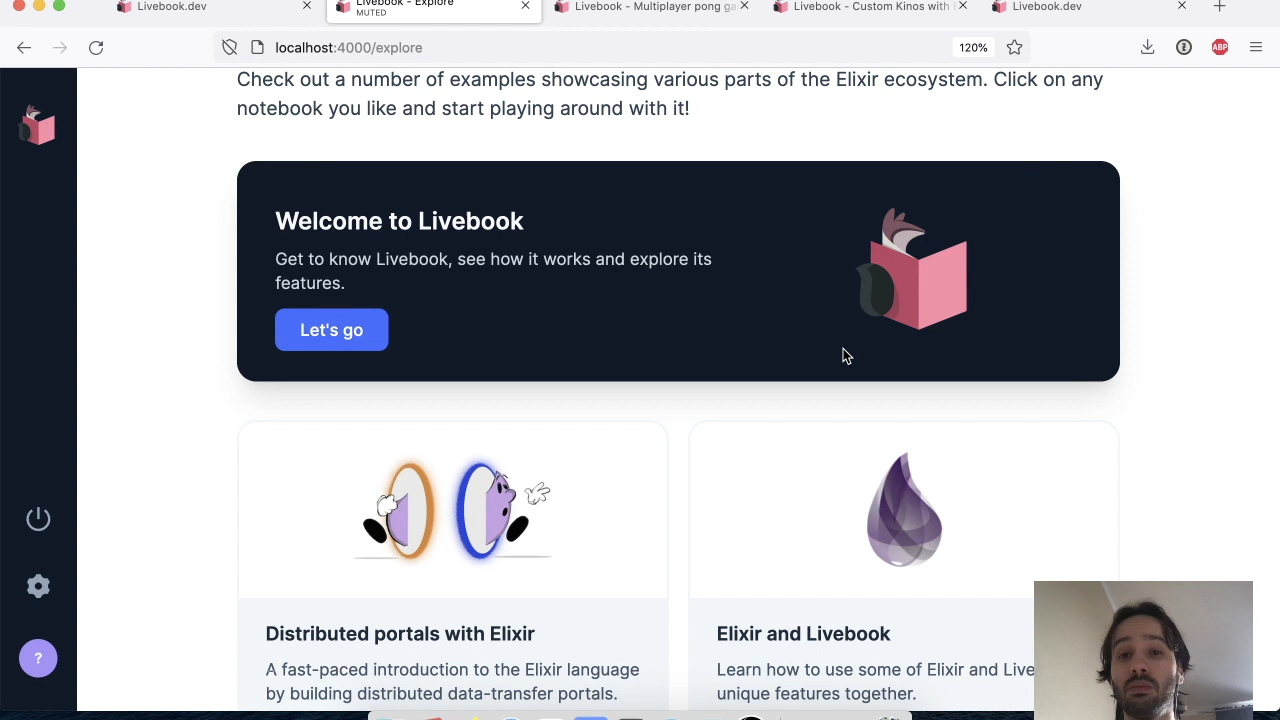 Livebook.dev
Livebook - Explore
MUTED
Livebook - Multiplayer pong ga
Livebook - Custom Kinos with
Livebook.dev
localhost:4000/explore
120%
ABP
Check out a number of examples showcasing various parts of the Elixir ecosystem. Click on any
notebook you like and start playing around with it!
Welcome to Livebook
Get to know Livebook, see how it works and explore its
features.
Let's go
Distributed portals with Elixir
A fast-paced introduction to the Elixir language
by building distributed data-transfer portals.
Elixir and Livebook
Learn how to use some of Elixir and Live
unique features together.
?